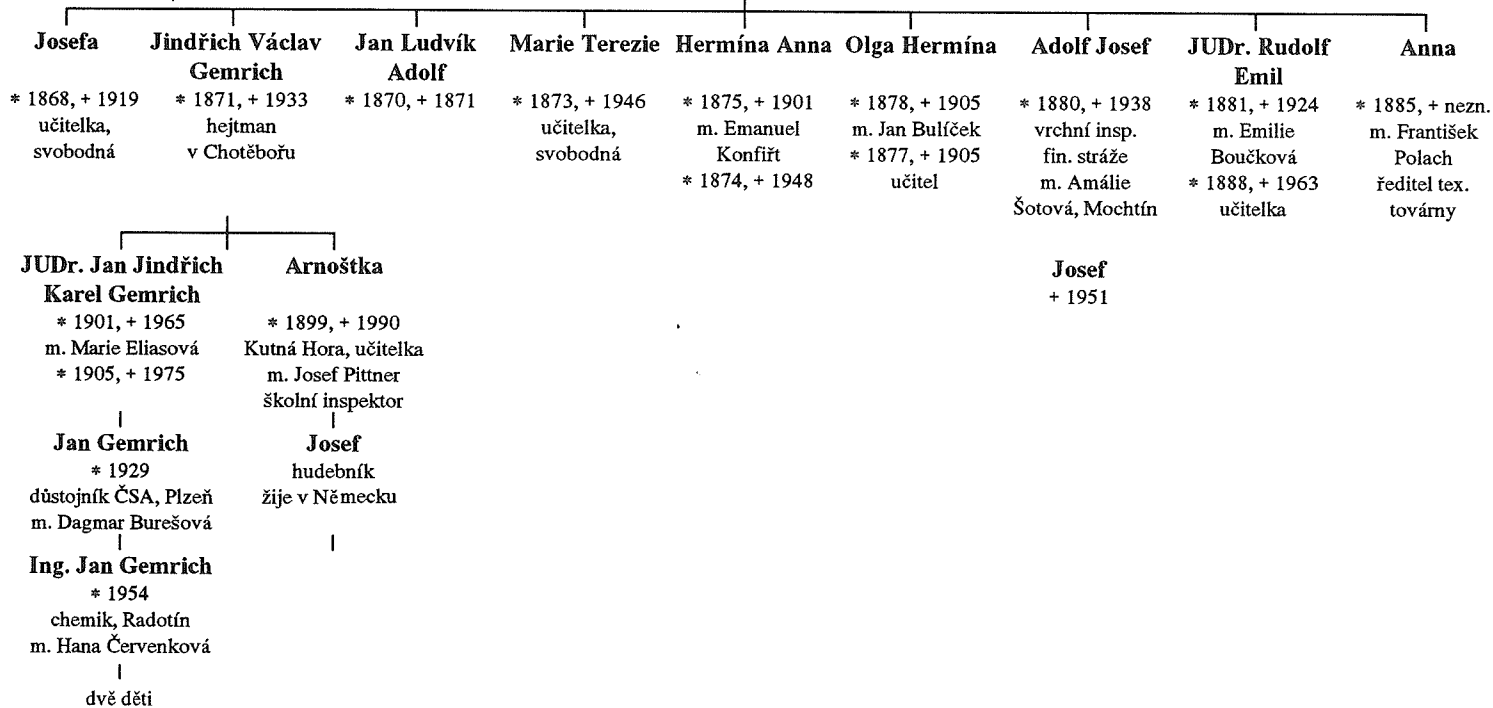 Josefa
* 1868, + 1919
učitelka,
svobodná
Jindřich Václav
Gemrich
* 1871, + 1933
hejtman
v Chotěbořu
Jan Ludvík
Adolf
* 1870, + 1871
Marie Terezie
* 1873, + 1946
učitelka,
svobodná
Hermína Anna
* 1875, + 1901
m. Emanuel
Konfiřt
* 1874, + 1948
Olga Hermína
* 1878, + 1905
m. Jan Bulíček
* 1877, + 1905
učitel
Adolf Josef
* 1880, + 1938
vrchní insp.
fin. stráže
m. Amálie
Šotová, Mochtín
JUDr. Rudolf
Emil
* 1881, + 1924
m. Emilie
Boučková
* 1888, + 1963
učitelka
Anna
* 1885, + nezn.
m. František
Polach
ředitel tex.
továrny
JUDr. Jan Jindřich
Karel Gemrich
* 1901, + 1965
m. Marie Eliasová
* 1905, + 1975
Arnoštka
* 1899, + 1990
Kutná Hora, učitelka
m. Josef Pittner
školní inspektor
Josef
+ 1951
Jan Gemrich
* 1929
důstojník ČSA, Plzeň
m. Dagmar Burešová
Josef
hudebník
žije v Německu
Ing. Jan Gemrich
* 1954
chemik, Radotín
m. Hana Červenková
dvě děti